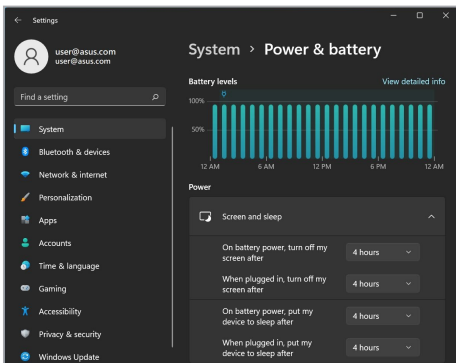 Settings
user@asus.com
user@asus.com
Find a setting
System
Bluetooth & devices
Network & internet
Personalization
Apps
Accounts
Time & language
Gaming
Accessibility
Privacy & security
Windows Update
System > Power & battery
Battery levels
View detailed info
100%
50%
12 AM 6 AM 12 PM 6 PM 12 AM
Power
Screen and sleep
On battery power, turn off my
screen after
4 hours
When plugged in, turn off my
screen after
4 hours
On battery power, put my
device to sleep after
4 hours
When plugged in, put my
device to sleep after
4 hours